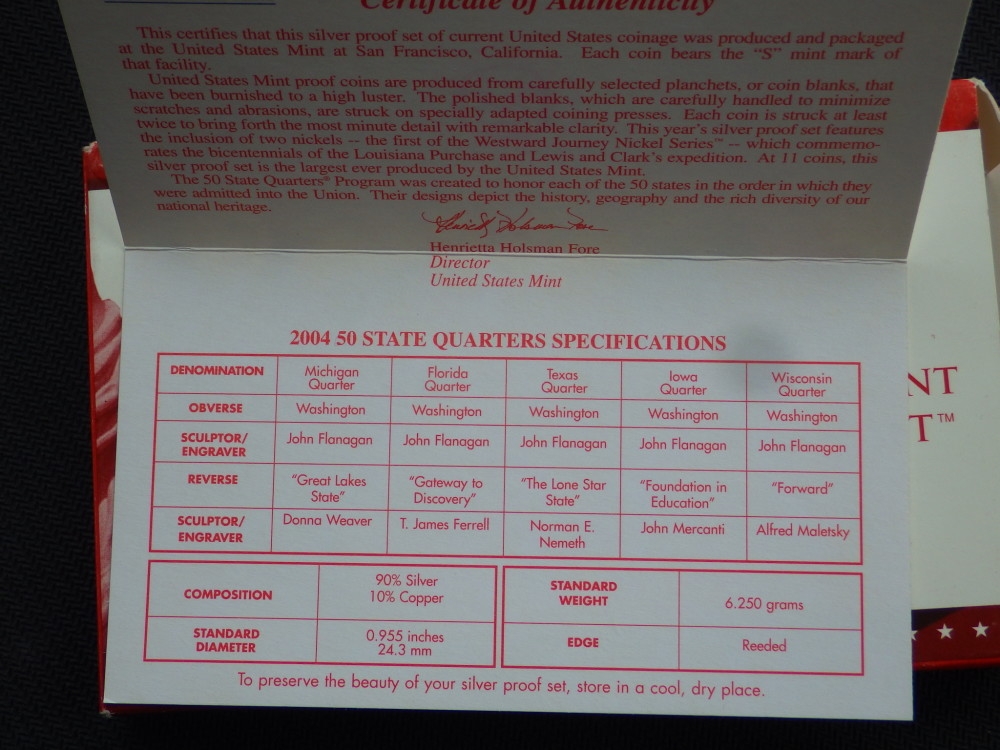 Certificate of Authenticity
This certifies that this silver proof set of current United States coinage was produced and packaged
at the United States Mint at San Francisco, California. Each coin bears the “S” mint mark of
that facility.
United States Mint proof coins are produced from carefully selected planchets, or coin blanks, that
have been burnished to a high luster. The polished blanks, which are carefully handled to minimize
scratches and abrasions, are struck on specially adapted coining presses. Each coin is struck at least
twice to bring forth the most minute detail with remarkable clarity. This year's silver proof set features
the inclusion of two nickels -- the first of the Westward Journey Nickel Series™ -- which commemo-
rates the bicentennials of the Louisiana Purchase and Lewis and Clark's expedition. At 11 coins, this
silver proof set is the largest ever produced by the United States Mint.
The 50 State Quarters® Program was created to honor each of the 50 states in the order in which they
were admitted into the Union. Their designs depict the history, geography and the rich diversity of our
national heritage.
Henrietta Holsman Fore
Henrietta Holsman Fore
Director
United States Mint
2004 50 STATE QUARTERS SPECIFICATIONS
DENOMINATION Michigan Quarter Florida Quarter Texas Quarter Iowa Quarter Wisconsin Quarter
OBVERSE Washington Washington Washington Washington Washington
SCULPTOR/ ENGRAVER John Flanagan John Flanagan John Flanagan John Flanagan John Flanagan
REVERSE “Great Lakes State” “Gateway to Discovery” “The Lone Star State” “Foundation in Education” “Forward”
SCULPTOR/ ENGRAVER Donna Weaver T. James Ferrell Norman E. Nemeth John Mercanti Alfred Maletsky
COMPOSITION 90% Silver 10% Copper STANDARD WEIGHT 6.250 grams
STANDARD DIAMETER 0.955 inches 24.3 mm EDGE Reeded
To preserve the beauty of your silver proof set, store in a cool, dry place.
NT
T™